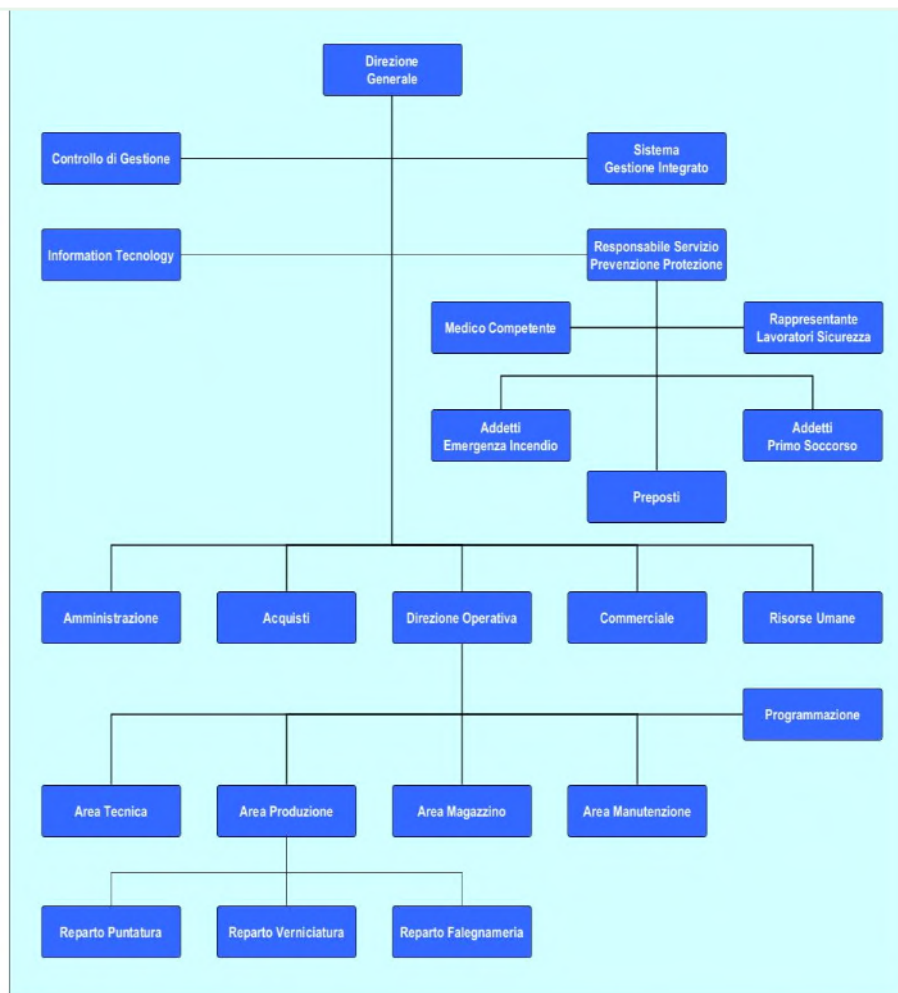 Direzione
Generale
Controllo di Gestione
Sistema
Gestione Integrato
Information Tecnology
Responsabile Servizio
Prevenzione Protezione
Medico Competente
Rappresentante
Lavoratori Sicurezza
Addetti
Emergenza Incendio
Addetti
Primo Soccorso
Preposti
Amministrazione
Acquisti
Direzione Operativa
Commerciale
Risorse Umane
Programmazione
Area Tecnica
Area Produzione
Area Magazzino
Area Manutenzione
Reparto Puntatura
Reparto Verniciatura
Reparto Falegnameria